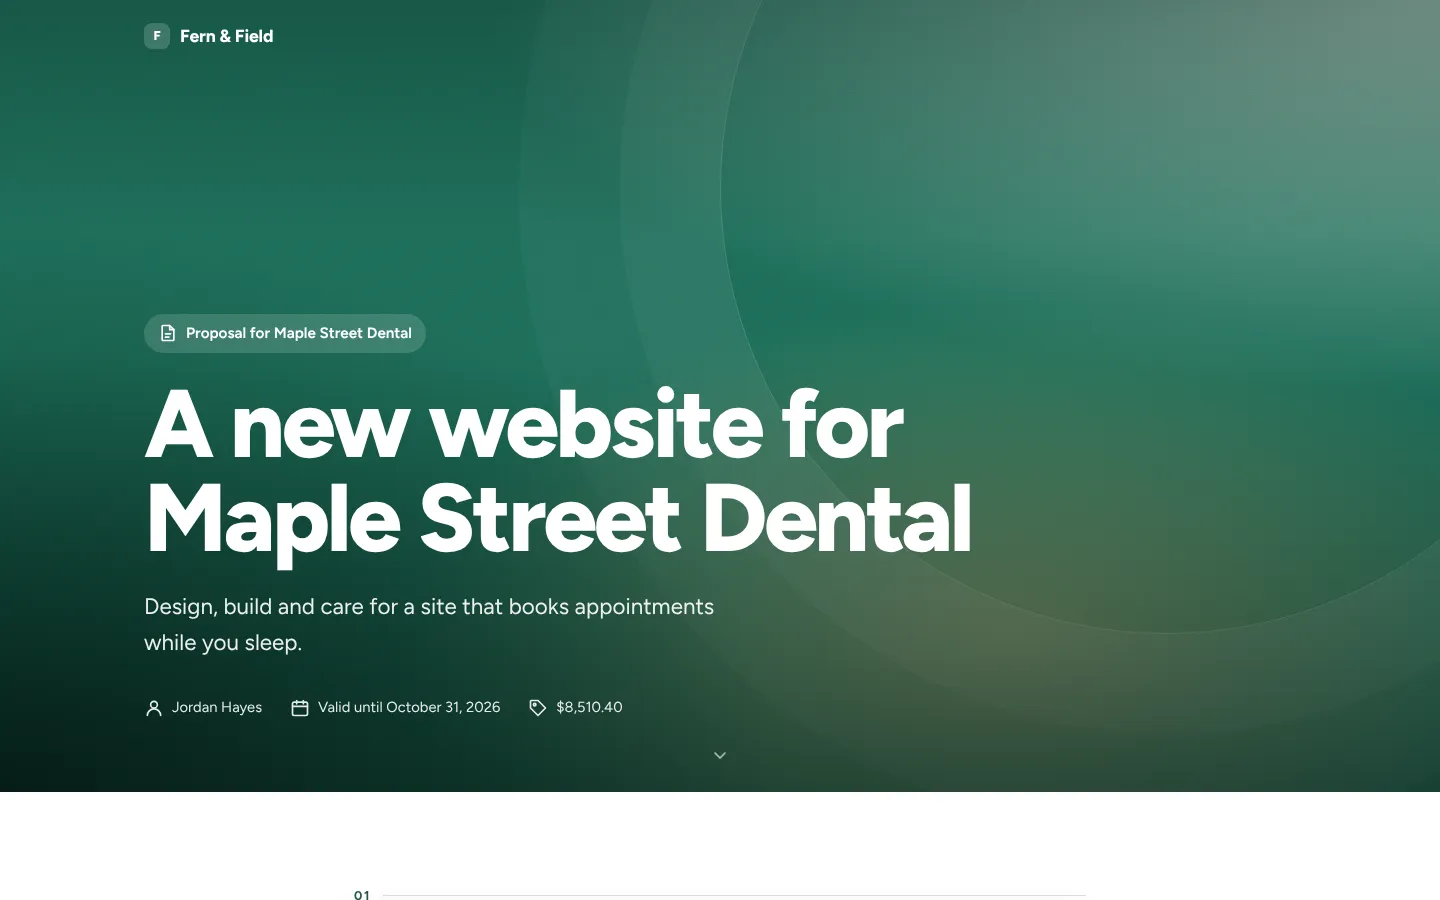 F Fern & Field
Proposal for Maple Street Dental
A new website for
Maple Street Dental
Design, build and care for a site that books appointments
while you sleep.
Jordan Hayes Valid until October 31, 2026 $8,510.40
01